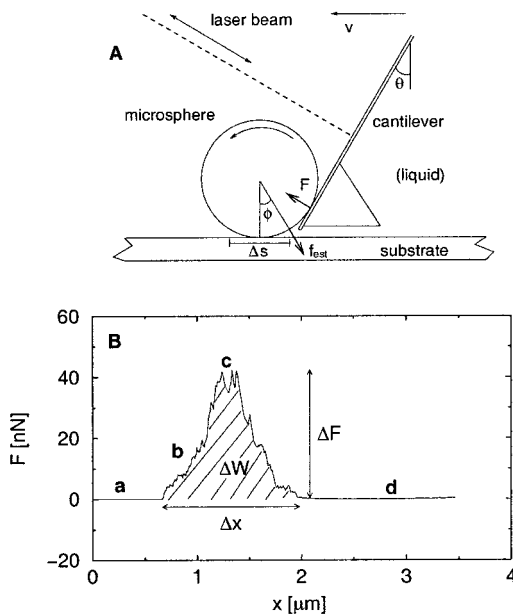 laser beam
v
A
θ
microsphere
cantilever
F
(liquid)
ϕ
Δs
f_est
substrate
60
B
c
40
F [nN]
ΔF
20
b
ΔW
a
d
0
Δx
-20
0
1
2
3
4
x [μm]